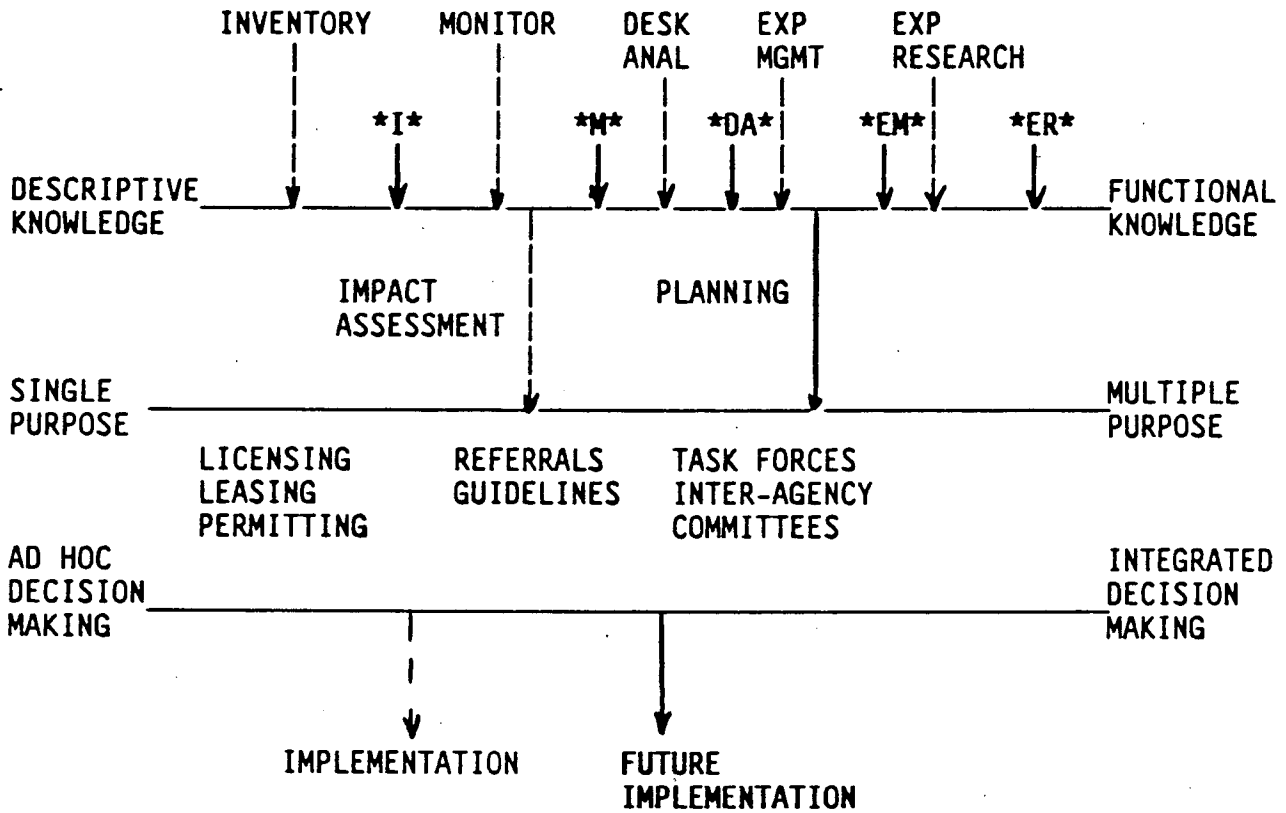 INVENTORY MONITOR DESK EXP EXP
ANAL MGMT RESEARCH
*I* *M* *DA* *EM* *ER*
DESCRIPTIVE FUNCTIONAL
KNOWLEDGE KNOWLEDGE
IMPACT PLANNING
ASSESSMENT
SINGLE MULTIPLE
PURPOSE PURPOSE
LICENSING REFERRALS TASK FORCES
LEASING GUIDELINES INTER-AGENCY
PERMITTING COMMITTEES
AD HOC INTEGRATED
DECISION DECISION
MAKING MAKING
IMPLEMENTATION FUTURE
IMPLEMENTATION